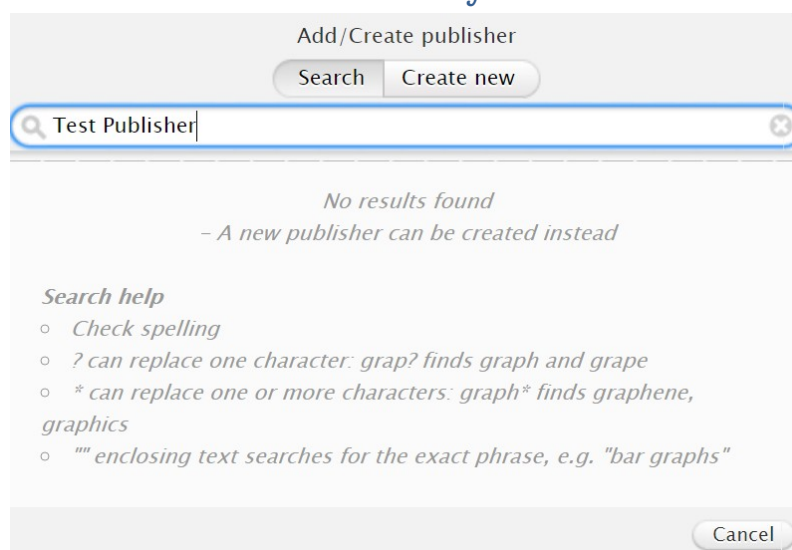 Add/Create publisher
Search Create new
Test Publisher
No results found
– A new publisher can be created instead
Search help
○ Check spelling
○ ? can replace one character: grap? finds graph and grape
○ * can replace one or more characters: graph* finds graphene,
graphics
○ "" enclosing text searches for the exact phrase, e.g. "bar graphs"
Cancel